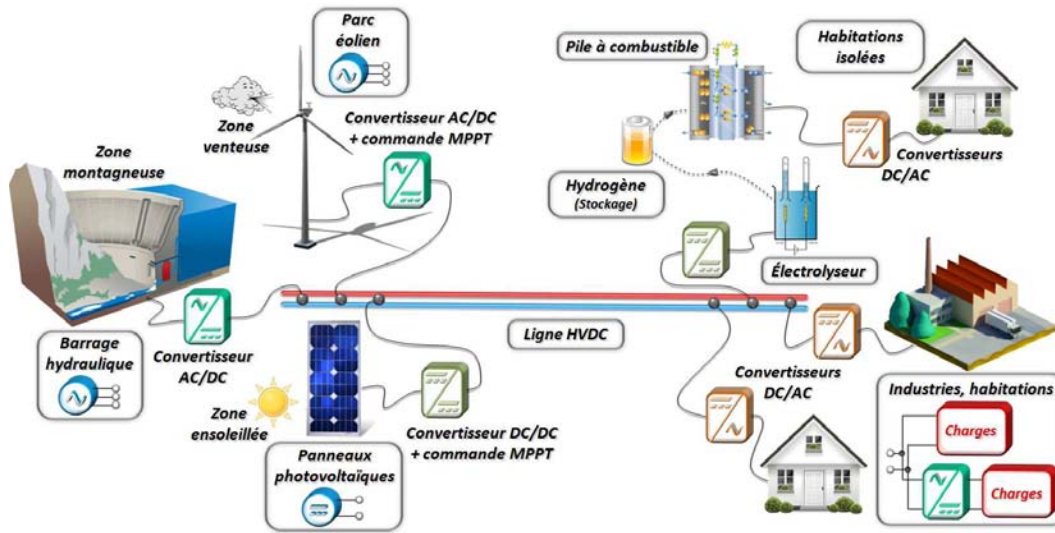 Parc
éolien
Zone
venteuse
Convertisseur AC/DC
+ commande MPPT
Zone
montagneuse
Barrage
hydraulique
Convertisseur
AC/DC
Zone
ensoleillée
Panneaux
photovoltaïques
Convertisseur DC/DC
+ commande MPPT
Ligne HVDC
Pile à combustible
Hydrogène
(Stockage)
Électrolyseur
Habitations
isolées
Convertisseurs
DC/AC
Convertisseurs
DC/AC
Industries, habitations
Charges
Charges